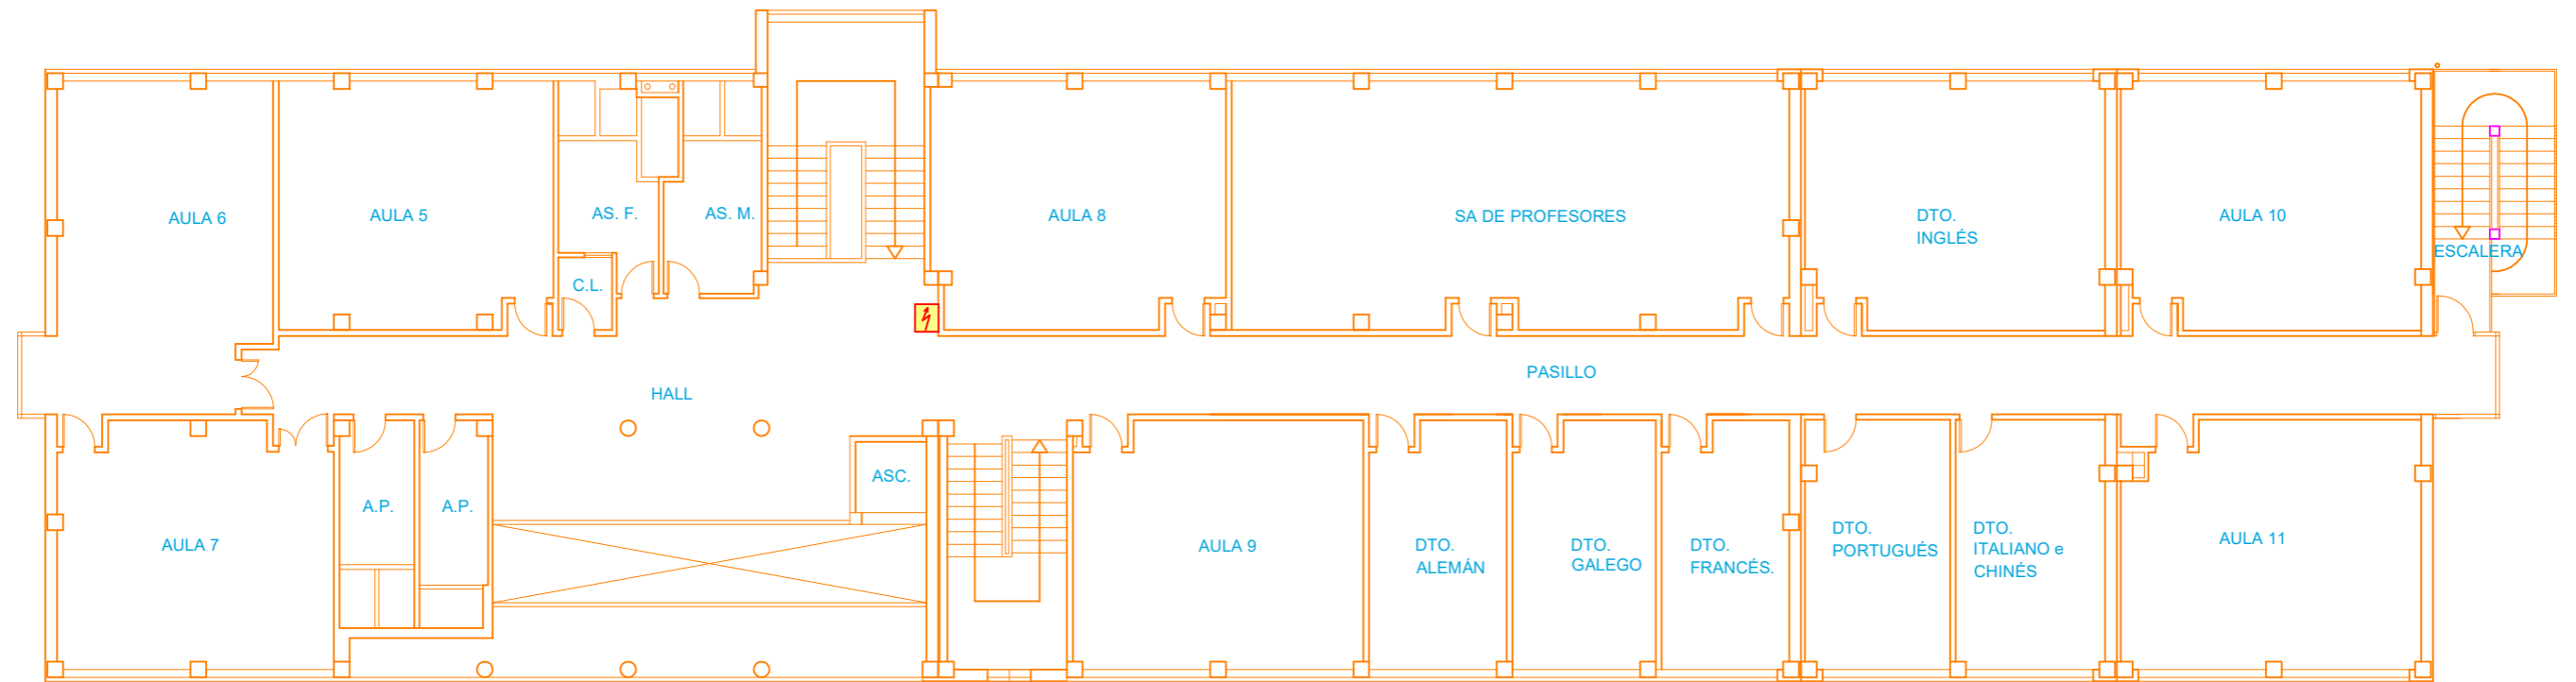 AULA 6
AULA 5
AS. F.
AS. M.
C.L.
AULA 8
SA DE PROFESORES
DTO.
INGLÉS
AULA 10
ESCALERA
HALL
PASILLO
AULA 7
A.P.
A.P.
ASC.
AULA 9
DTO.
ALEMÁN
DTO.
GALEGO
DTO.
FRANCÉS.
DTO.
PORTUGUÉS
DTO.
ITALIANO e
CHINÉS
AULA 11